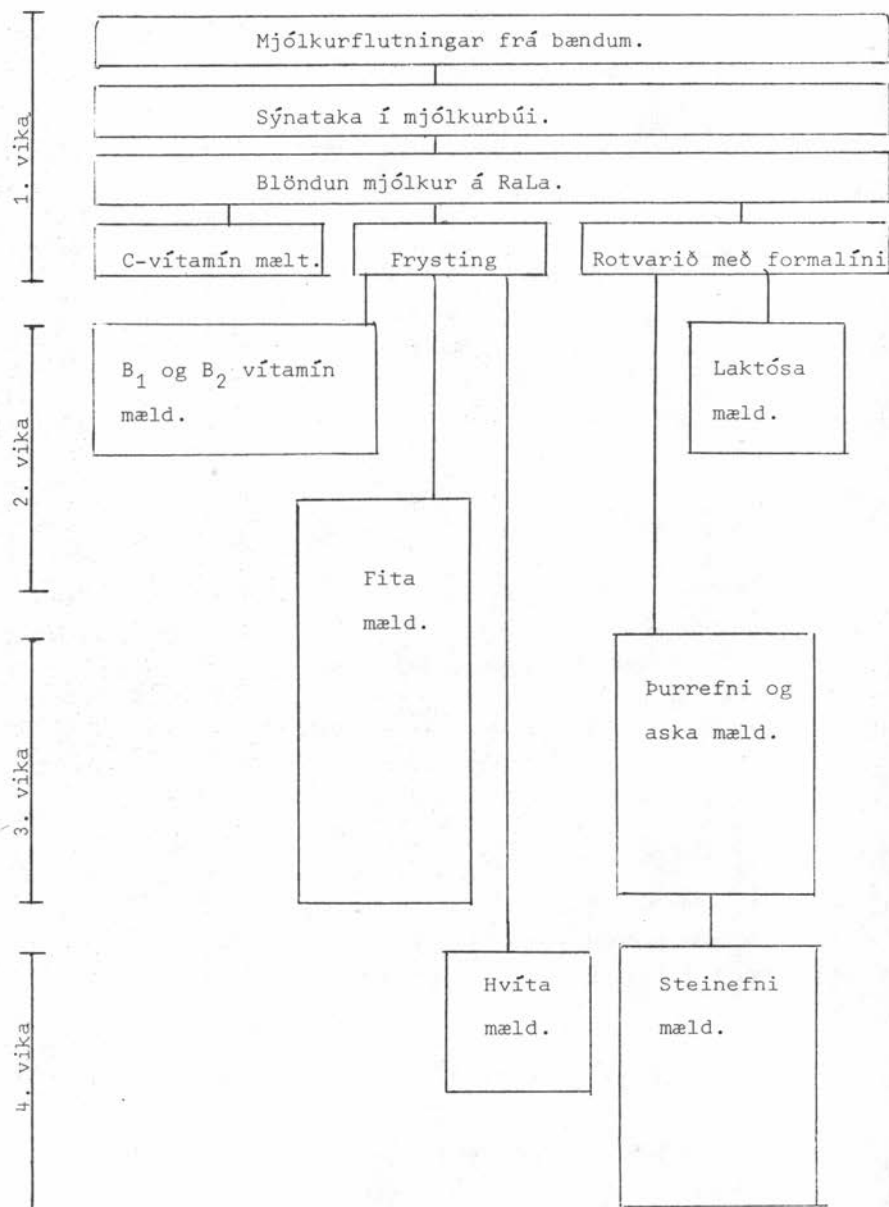 1. vika
Mjólkurflutningar frá bændum.
Sýnataka í mjólkurbúi.
Blöndun mjólkur á RaLa.
C-vítamín mælt.
Frysting
Rotvarið með formalíni
2. vika
B1 og B2 vítamín
mæld.
Laktósa
mæld.
Fita
mæld.
3. vika
Þurrefni og
aska mæld.
4. vika
Hvíta
mæld.
Steinefni
mæld.